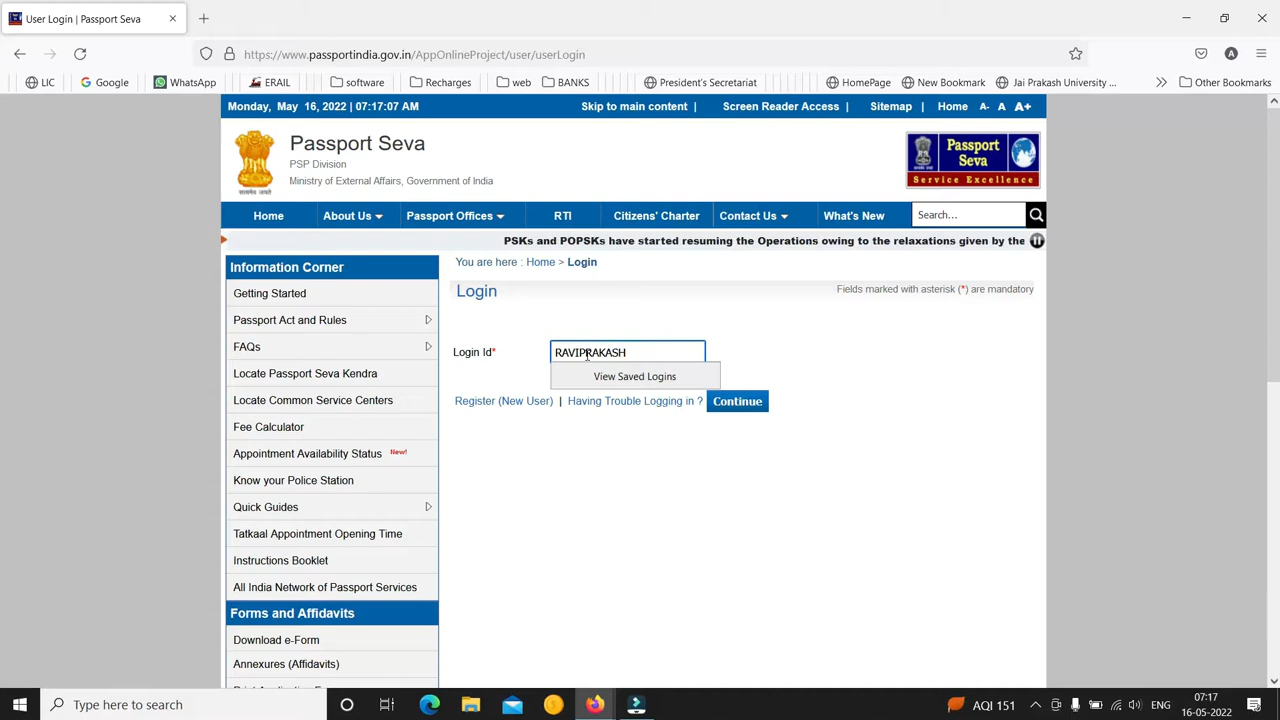 User Login | Passport Seva
https://www.passportindia.gov.in/AppOnlineProject/user/userLogin
LIC Google WhatsApp ERAIL software Recharges web BANKS President's Secretariat HomePage New Bookmark Jai Prakash University ... Other Bookmarks
Monday, May 16, 2022 | 07:17:07 AM Skip to main content | Screen Reader Access | Sitemap | Home A- A A+
Passport Seva
PSP Division
Ministry of External Affairs, Government of India
Passport
Seva
Service Excellence
Home About Us Passport Offices RTI Citizens' Charter Contact Us What's New Search...
PSKs and POPSKs have started resuming the Operations owing to the relaxations given by the
Information Corner
Getting Started
Passport Act and Rules
FAQs
Locate Passport Seva Kendra
Locate Common Service Centers
Fee Calculator
Appointment Availability Status New!
Know your Police Station
Quick Guides
Tatkaal Appointment Opening Time
Instructions Booklet
All India Network of Passport Services
Forms and Affidavits
Download e-Form
Annexures (Affidavits)
You are here : Home > Login
Login Fields marked with asterisk (*) are mandatory
Login Id* RAVIPRAKASH
View Saved Logins
Register (New User) | Having Trouble Logging in ? Continue
Type here to search
AQI 151 ENG 07:17
16-05-2022